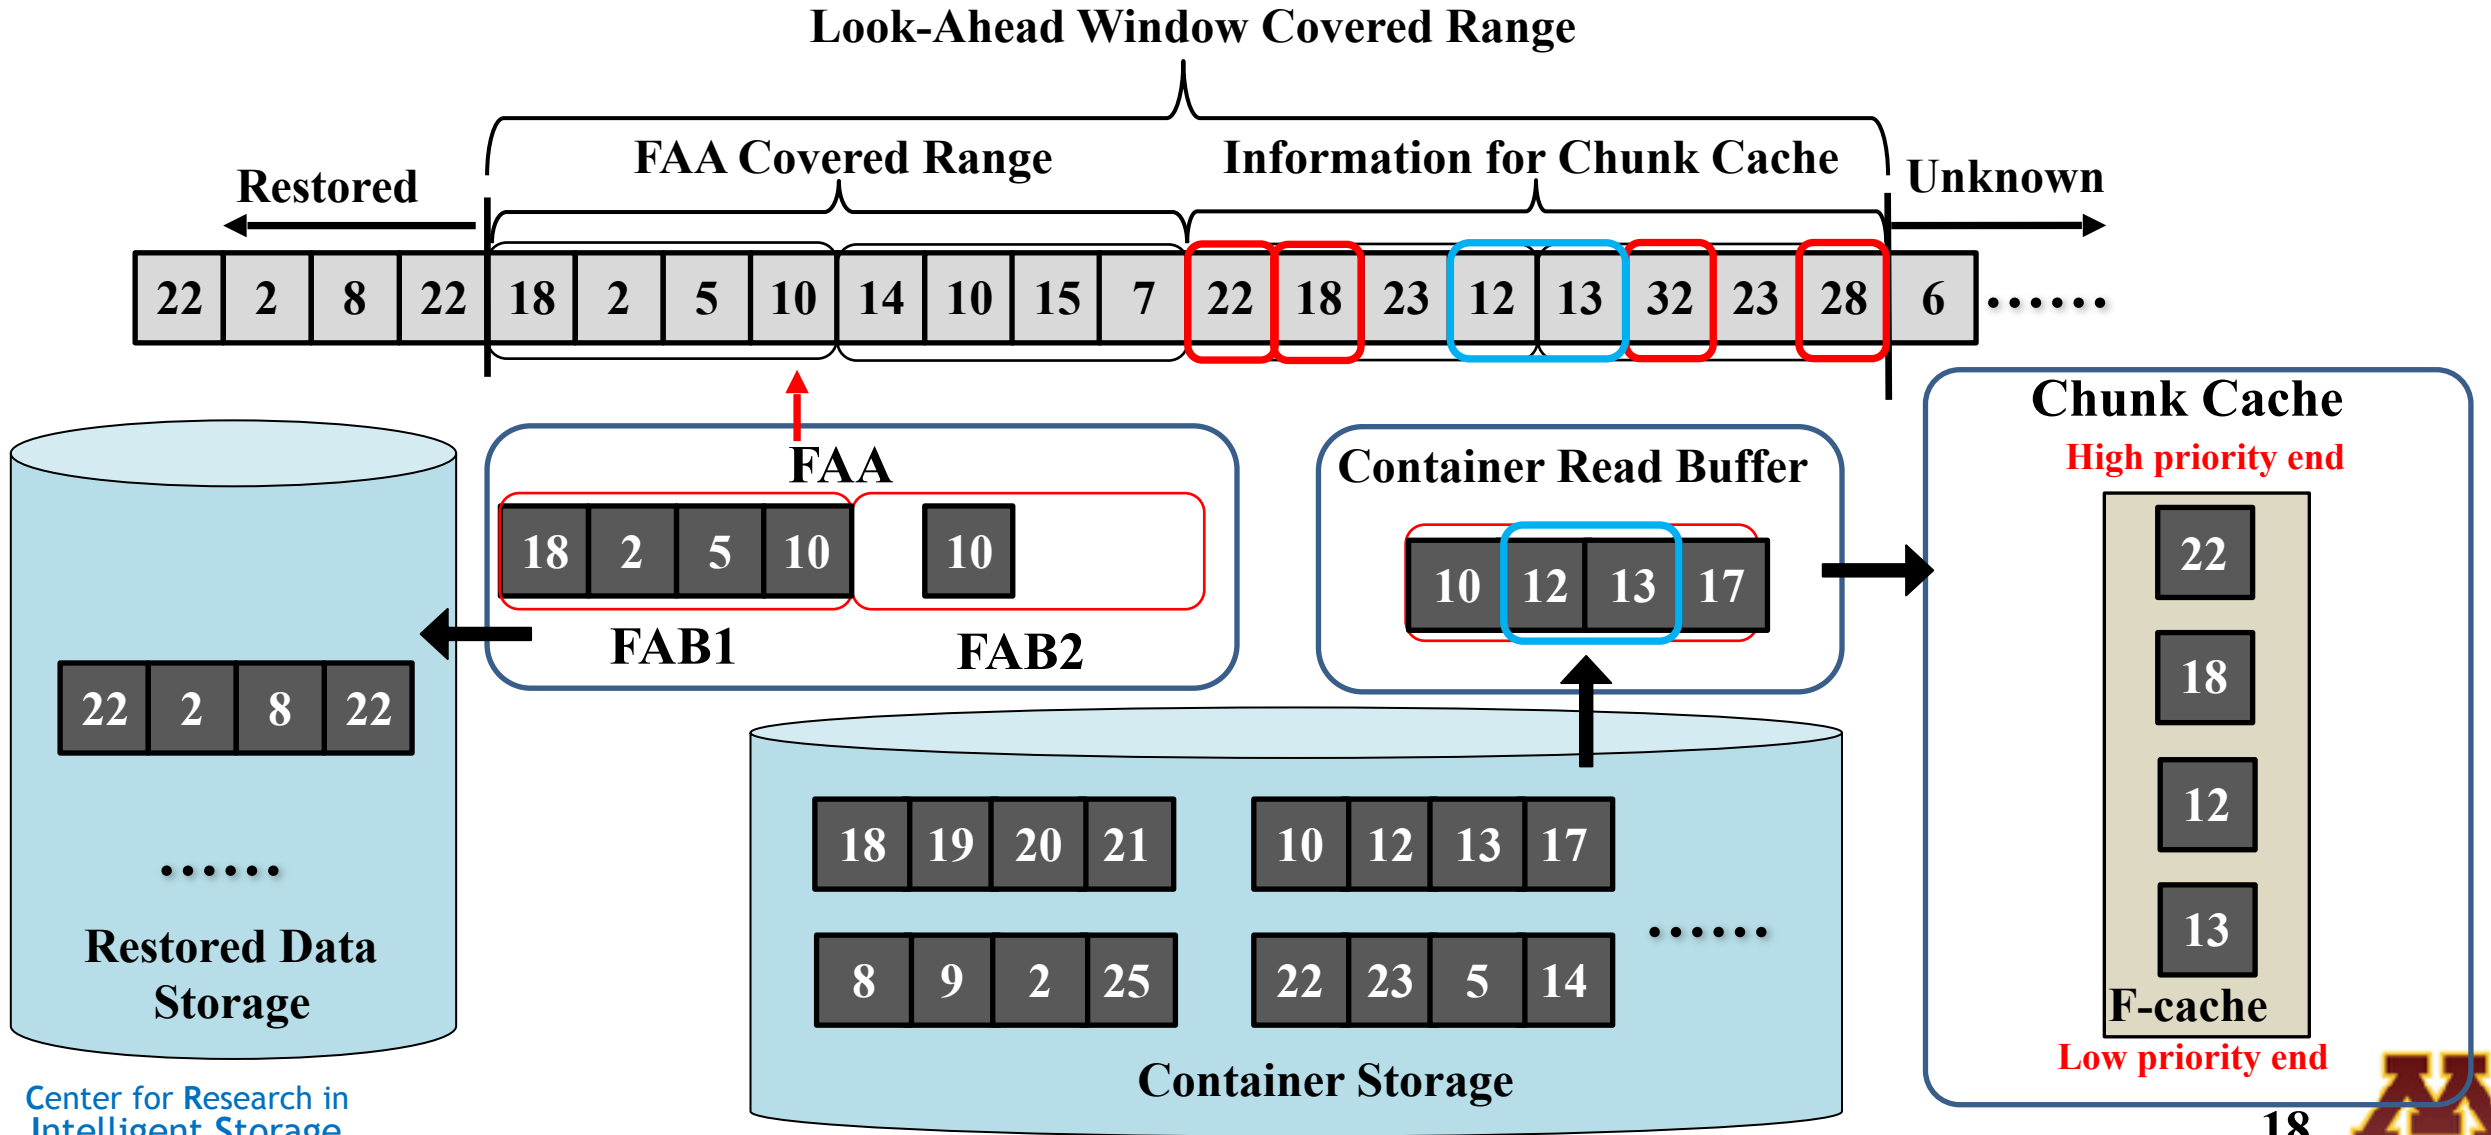 Look-Ahead Window Covered Range
FAA Covered Range
Information for Chunk Cache
Restored
Unknown
22 2 8 22 18 2 5 10 14 10 15 7 22 18 23 12 13 32 23 28 6 ······
Chunk Cache
High priority end
FAA
Container Read Buffer
18 2 5 10 10
10 12 13 17
FAB1 FAB2
22
18
12
13
F-cache
Low priority end
22 2 8 22
······
Restored Data
Storage
18 19 20 21
10 12 13 17
8 9 2 25
22 23 5 14
······
Container Storage
Center for Research in
Intelligent Storage
18